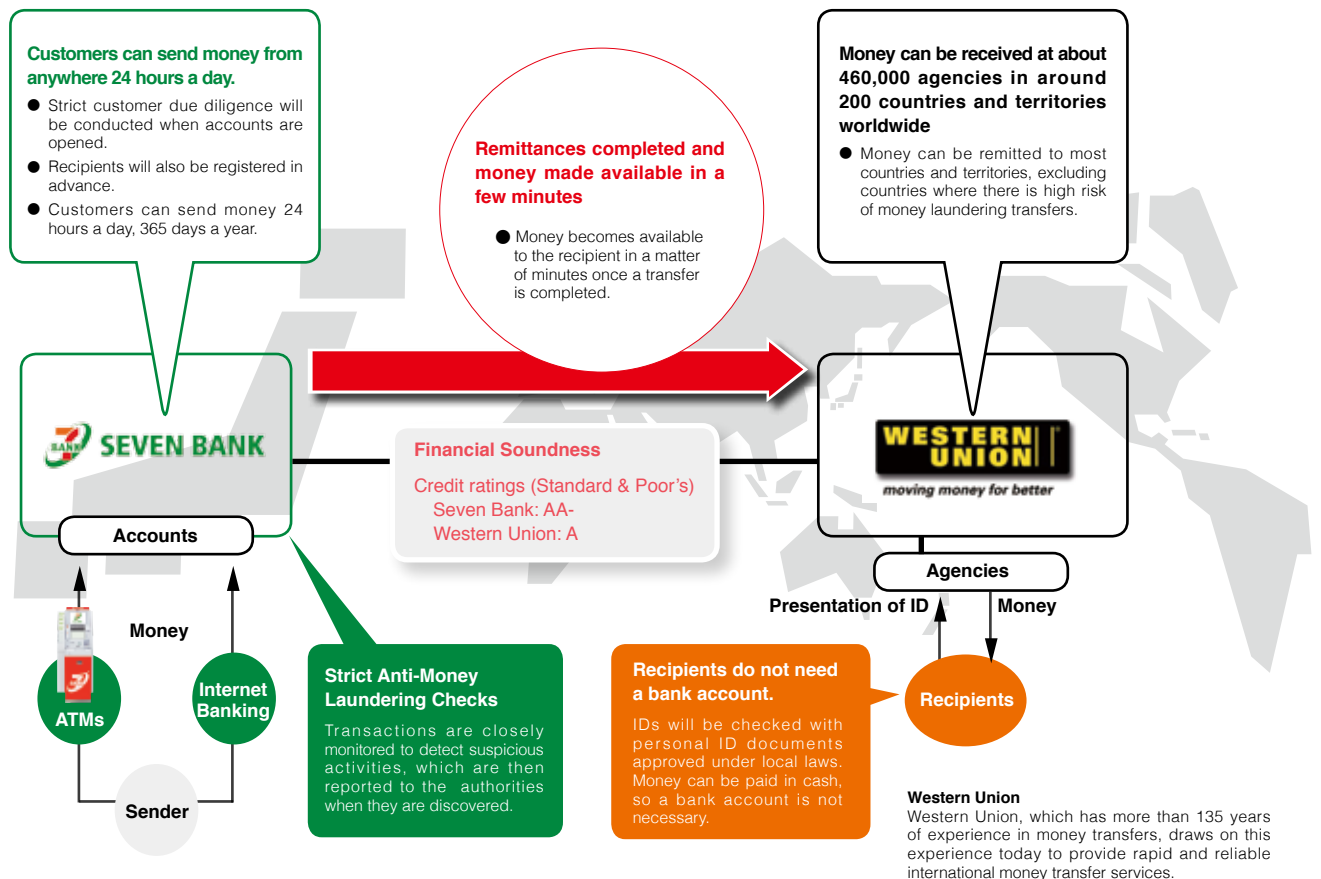 Customers can send money from
anywhere 24 hours a day.
● Strict customer due diligence will
be conducted when accounts are
opened.
● Recipients will also be registered in
advance.
● Customers can send money 24
hours a day, 365 days a year.
Remittances completed and
money made available in a
few minutes
● Money becomes available
to the recipient in a matter
of minutes once a transfer
is completed.
Money can be received at about
460,000 agencies in around
200 countries and territories
worldwide
● Money can be remitted to most
countries and territories, excluding
countries where there is high risk
of money laundering transfers.
7
BANK
SEVEN BANK
Accounts
Financial Soundness
Credit ratings (Standard & Poor's)
Seven Bank: AA-
Western Union: A
WESTERN
UNION
moving money for better
Agencies
Presentation of ID
Money
Money
ATMs
Internet
Banking
Sender
Strict Anti-Money
Laundering Checks
Transactions are closely
monitored to detect suspicious
activities, which are then
reported to the authorities
when they are discovered.
Recipients do not need
a bank account.
IDs will be checked with
personal ID documents
approved under local laws.
Money can be paid in cash,
so a bank account is not
necessary.
Recipients
Western Union
Western Union, which has more than 135 years
of experience in money transfers, draws on this
experience today to provide rapid and reliable
international money transfer services.